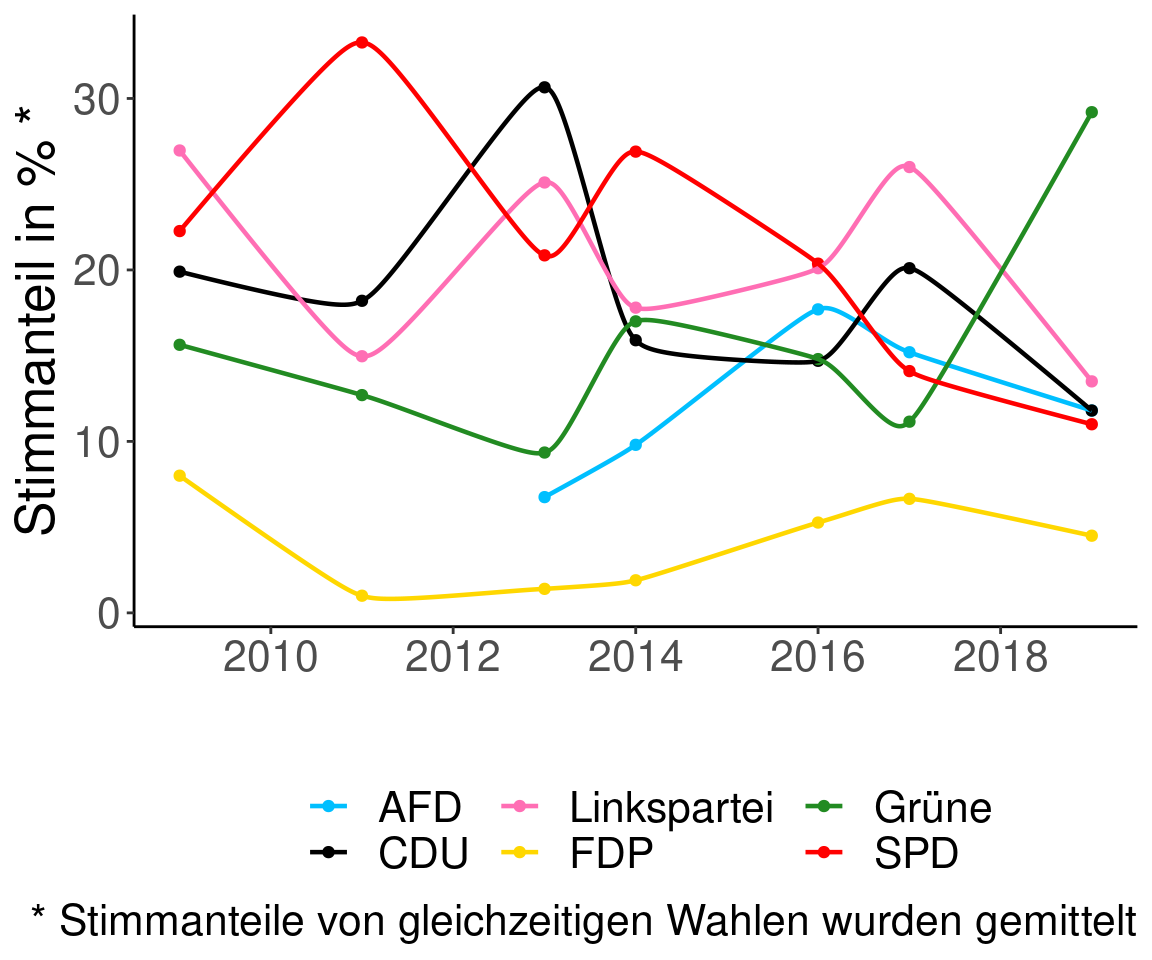 Stimmanteil in % *
30
20
10
0
2010 2012 2014 2016 2018
AFD Linkspartei Grüne
CDU FDP SPD
* Stimmanteile von gleichzeitigen Wahlen wurden gemittelt